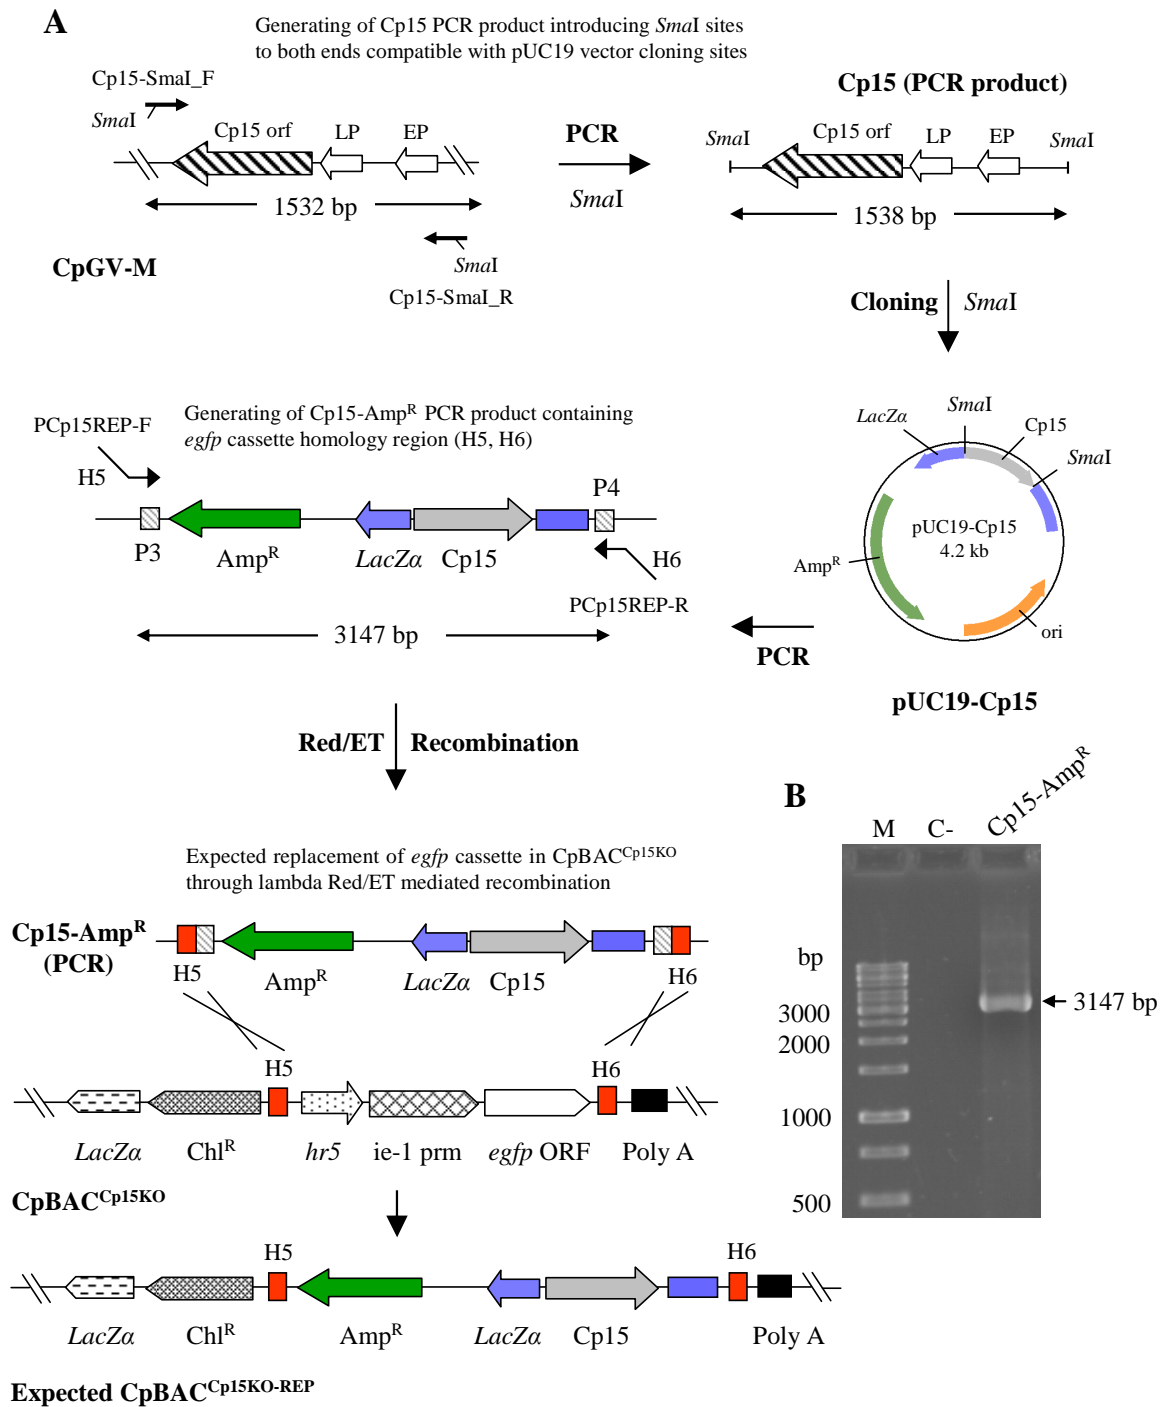 A
Generating of Cp15 PCR product introducing SmaI sites
to both ends compatible with pUC19 vector cloning sites
Cp15-SmaI_F
SmaI
Cp15 orf
LP
EP
1532 bp
SmaI
Cp15-SmaI_R
CpGV-M
PCR
SmaI
Cp15 (PCR product)
SmaI
Cp15 orf
LP
EP
SmaI
1538 bp
Cloning
SmaI
LacZα
SmaI
Cp15
SmaI
pUC19-Cp15
4.2 kb
AmpR
ori
pUC19-Cp15
PCR
PCp15REP-F
H5
Generating of Cp15-AmpR PCR product containing
egfp cassette homology region (H5, H6)
P3
AmpR
LacZα
Cp15
P4
H6
PCp15REP-R
3147 bp
Red/ET
Recombination
Expected replacement of egfp cassette in CpBACCp15KO
through lambda Red/ET mediated recombination
Cp15-AmpR
(PCR)
H5
AmpR
LacZα
Cp15
H6
H5
H6
LacZα
ChlR
hr5
ie-1 prm
egfp ORF
Poly A
CpBACCp15KO
H5
H6
LacZα
ChlR
AmpR
LacZα
Cp15
Poly A
Expected CpBACCp15KO-REP
B
M
C-
Cp15-AmpR
bp
3000
2000
1000
500
3147 bp